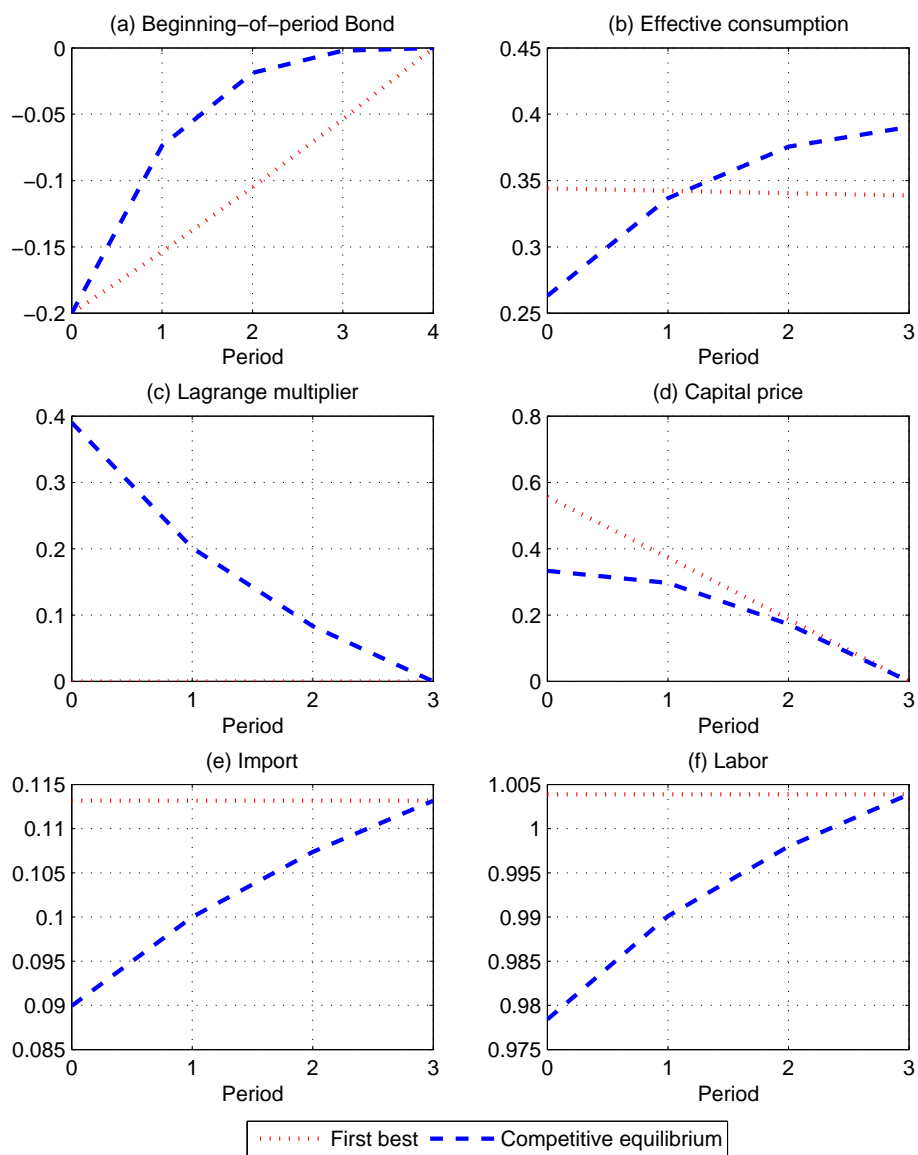 (a) Beginning−of−period Bond
0
−0.05
−0.1
−0.15
−0.2
0 1 2 3 4
Period
(b) Effective consumption
0.45
0.4
0.35
0.3
0.25
0 1 2 3
Period
(c) Lagrange multiplier
0.4
0.3
0.2
0.1
0
0 1 2 3
Period
(d) Capital price
0.8
0.6
0.4
0.2
0
0 1 2 3
Period
(e) Import
0.115
0.11
0.105
0.1
0.095
0.09
0.085
0 1 2 3
Period
(f) Labor
1.005
1
0.995
0.99
0.985
0.98
0.975
0 1 2 3
Period
First best Competitive equilibrium